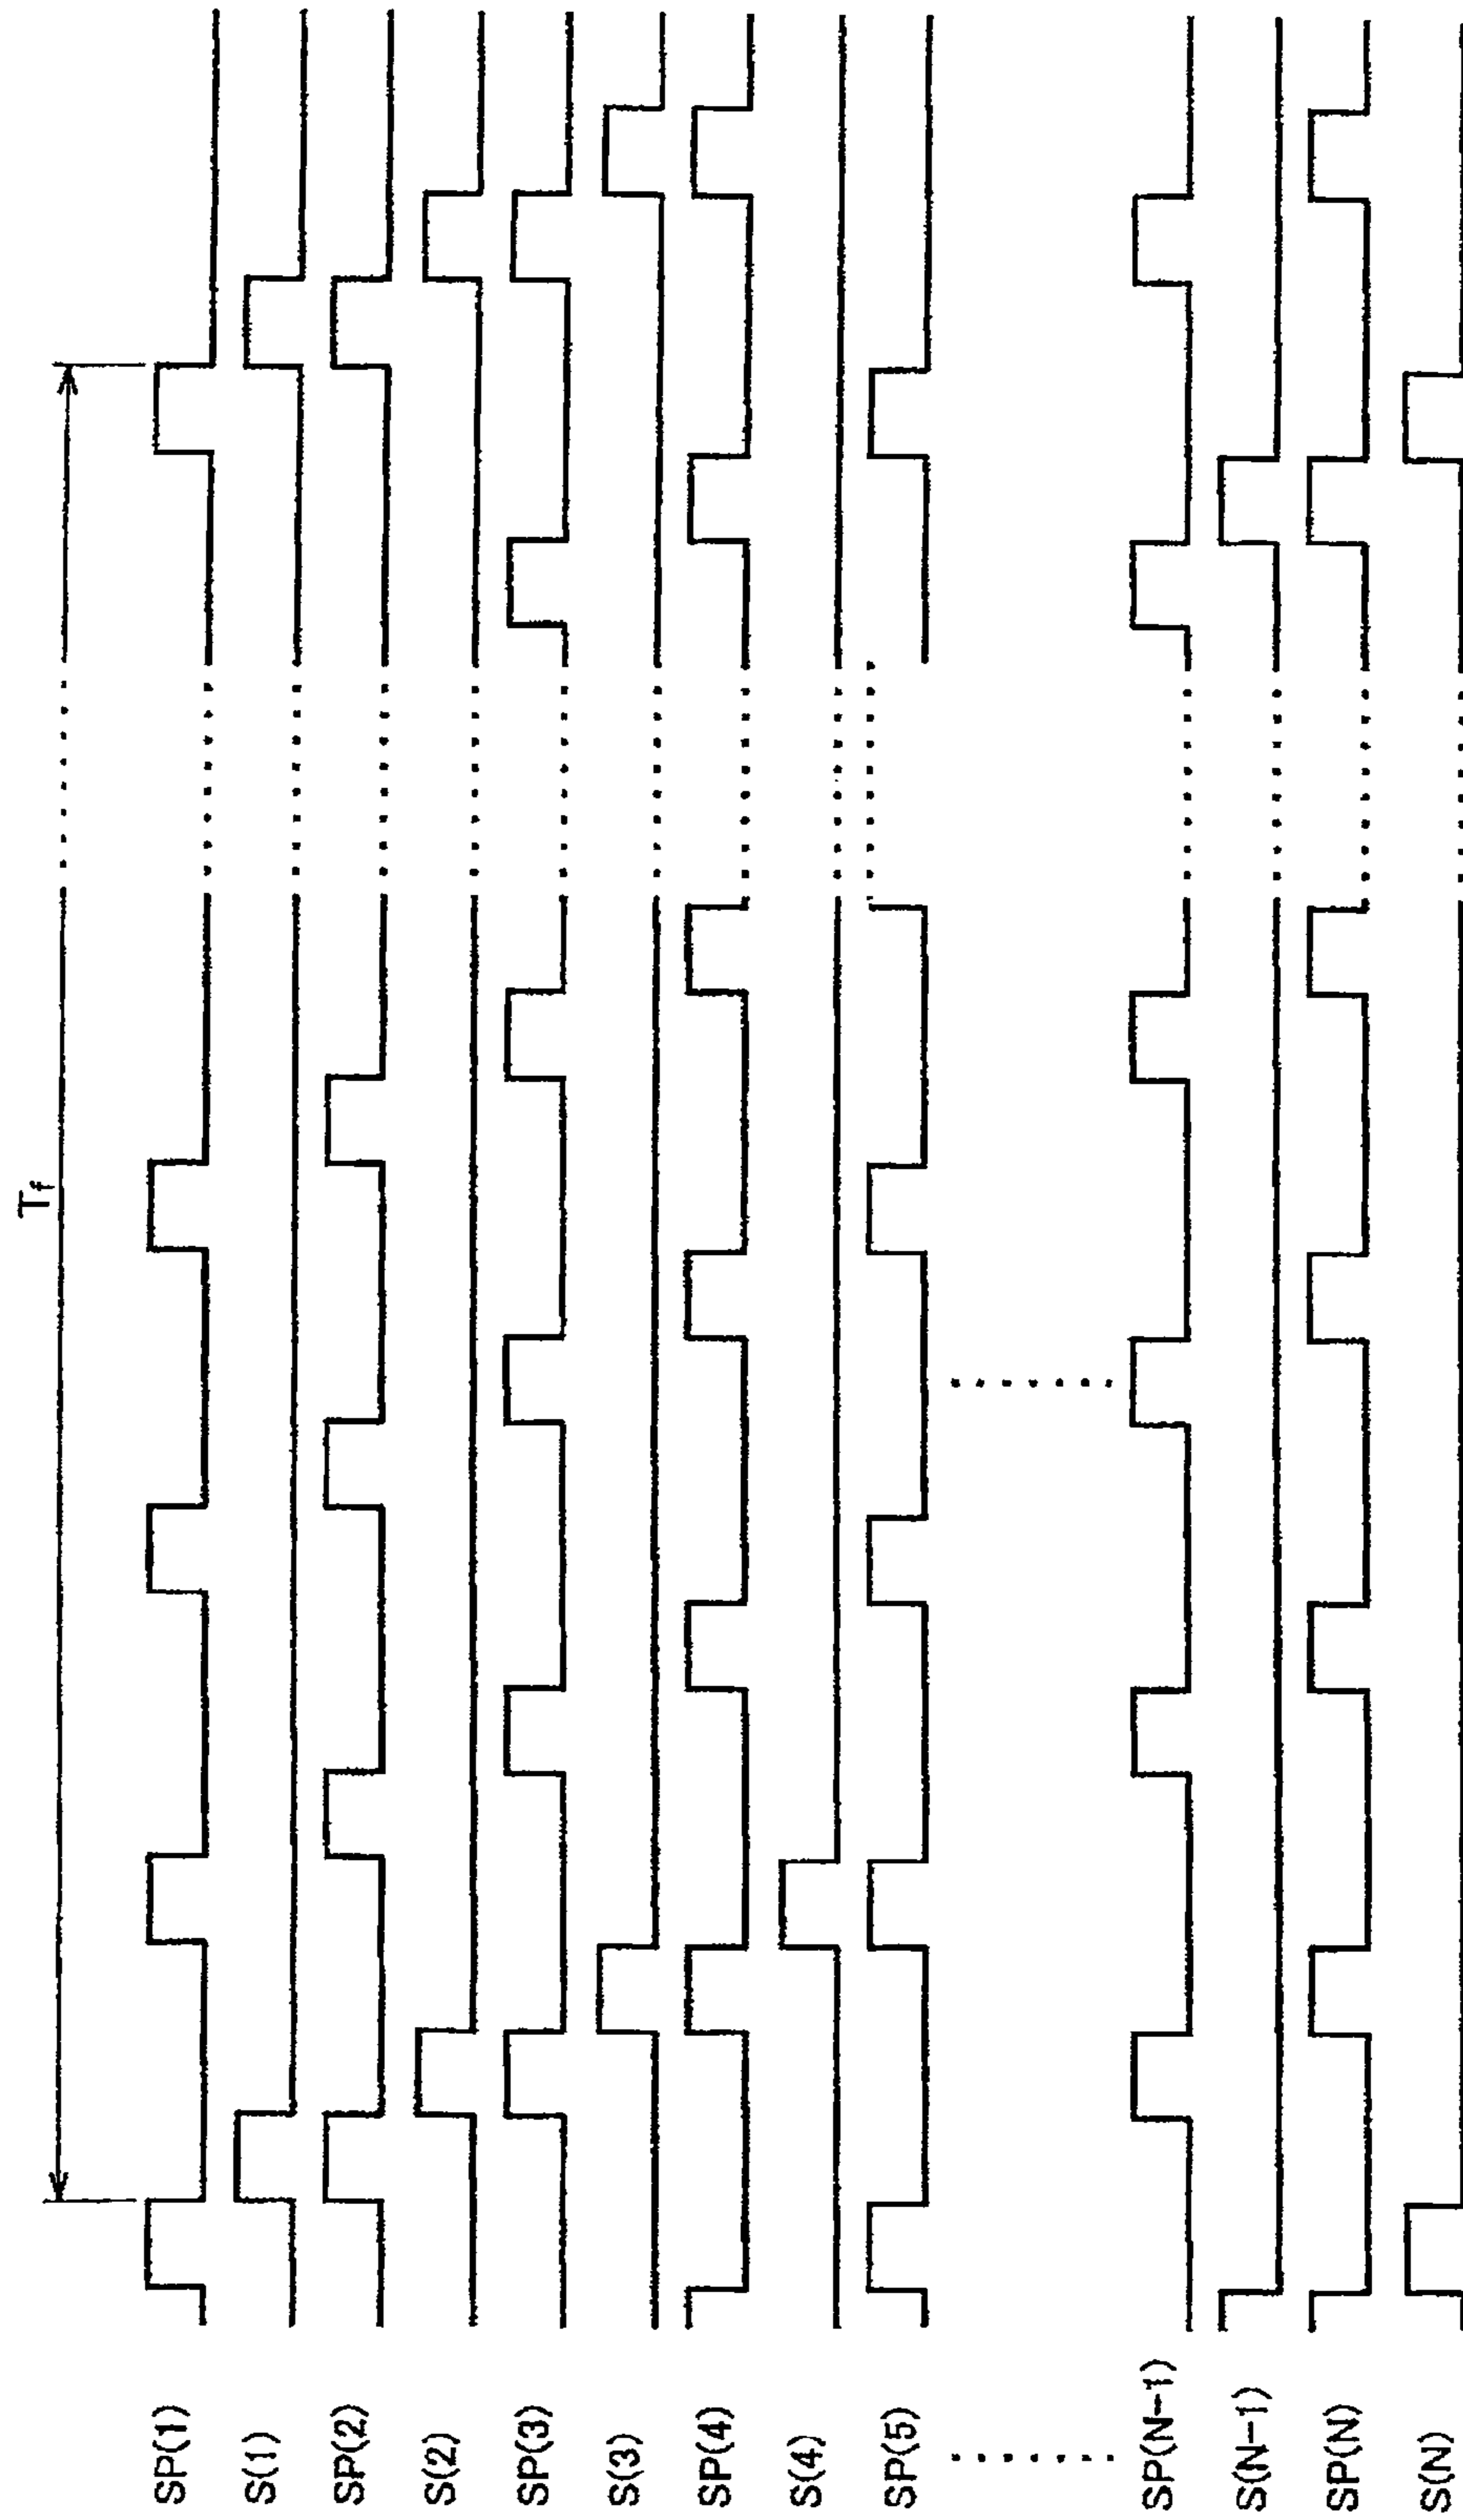 Tf
SP(1)
S(1)
SP(2)
S(2)
SP(3)
S(3)
SP(4)
S(4)
SP(5)
SP(N-1)
S(N-1)
SP(N)
S(N)